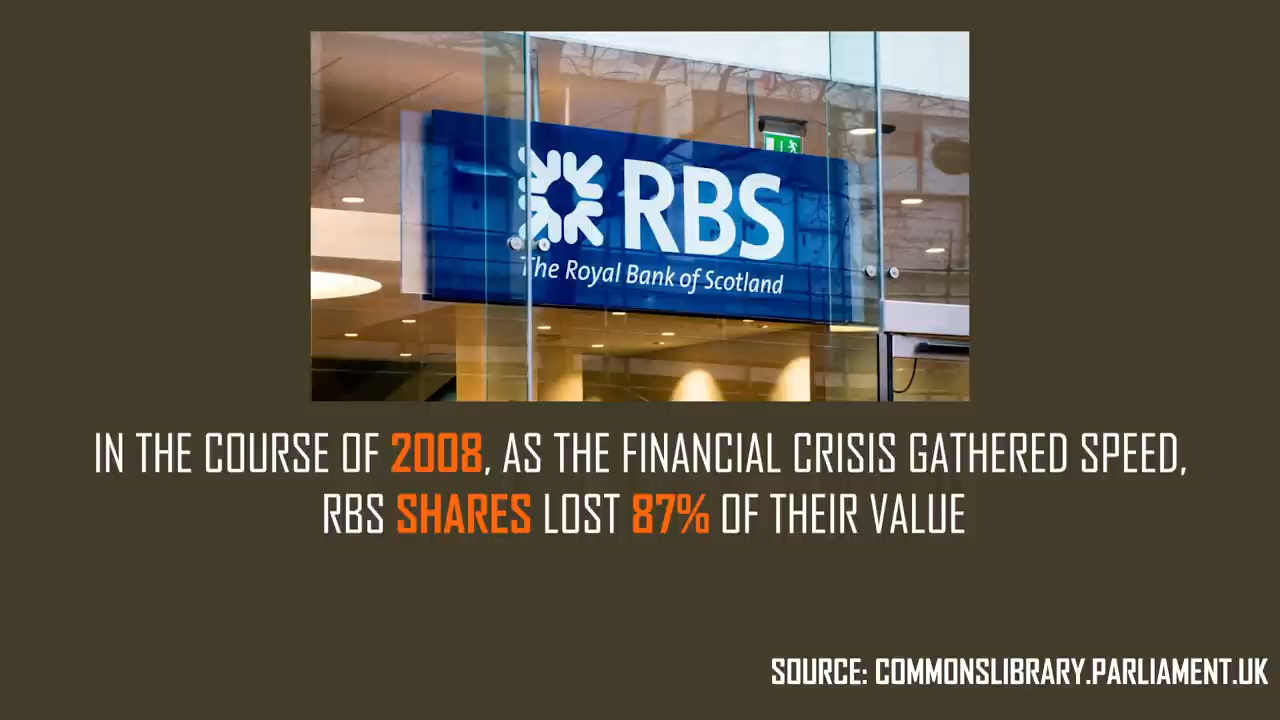 RBS
The Royal Bank of Scotland
IN THE COURSE OF 2008, AS THE FINANCIAL CRISIS GATHERED SPEED,
RBS SHARES LOST 87% OF THEIR VALUE
SOURCE: COMMONSLIBRARY.PARLIAMENT.UK